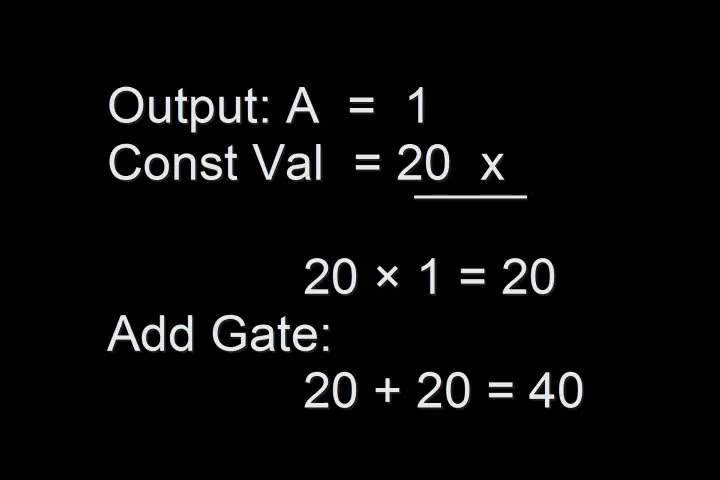 Output: A = 1
Const Val = 20 x
20 × 1 = 20
Add Gate:
20 + 20 = 40